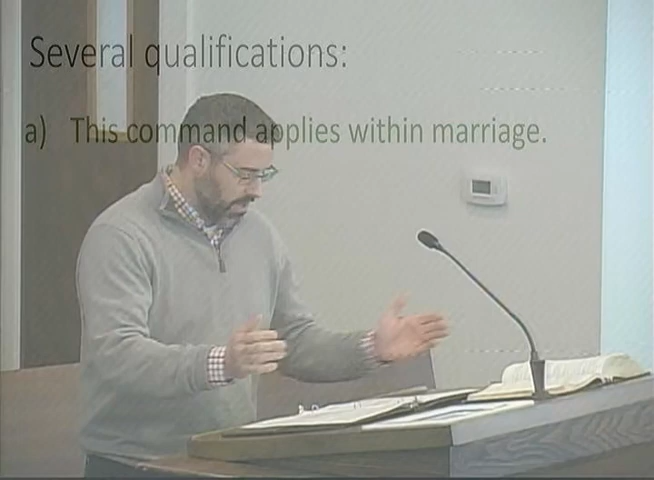 Several qualifications:
a) This command applies within marriage.